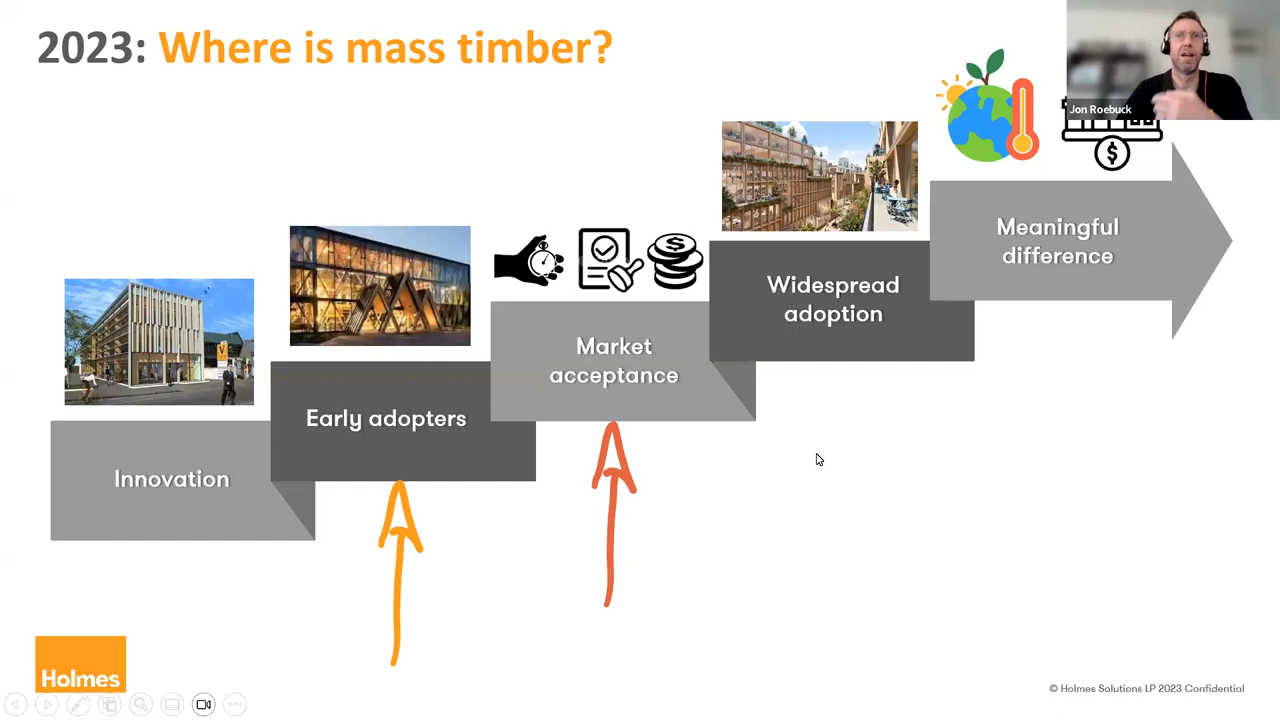 2023: Where is mass timber?
Jon Roebuck
Meaningful
difference
Widespread
adoption
Market
acceptance
Early adopters
Innovation
Holmes
© Holmes Solutions LP 2023 Confidential